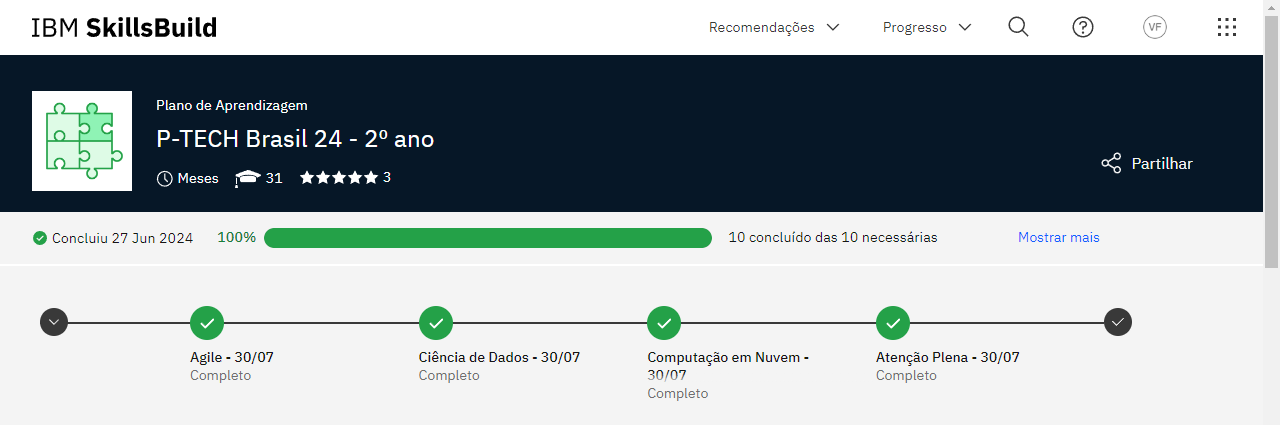 IBM SkillsBuild
Recomendações
Progresso
VF
Plano de Aprendizagem
P-TECH Brasil 24 - 2º ano
Meses
31
3
Partilhar
Concluiu 27 Jun 2024
100%
10 concluído das 10 necessárias
Mostrar mais
Agile - 30/07
Completo
Ciência de Dados - 30/07
Completo
Computação em Nuvem -
30/07
Completo
Atenção Plena - 30/07
Completo